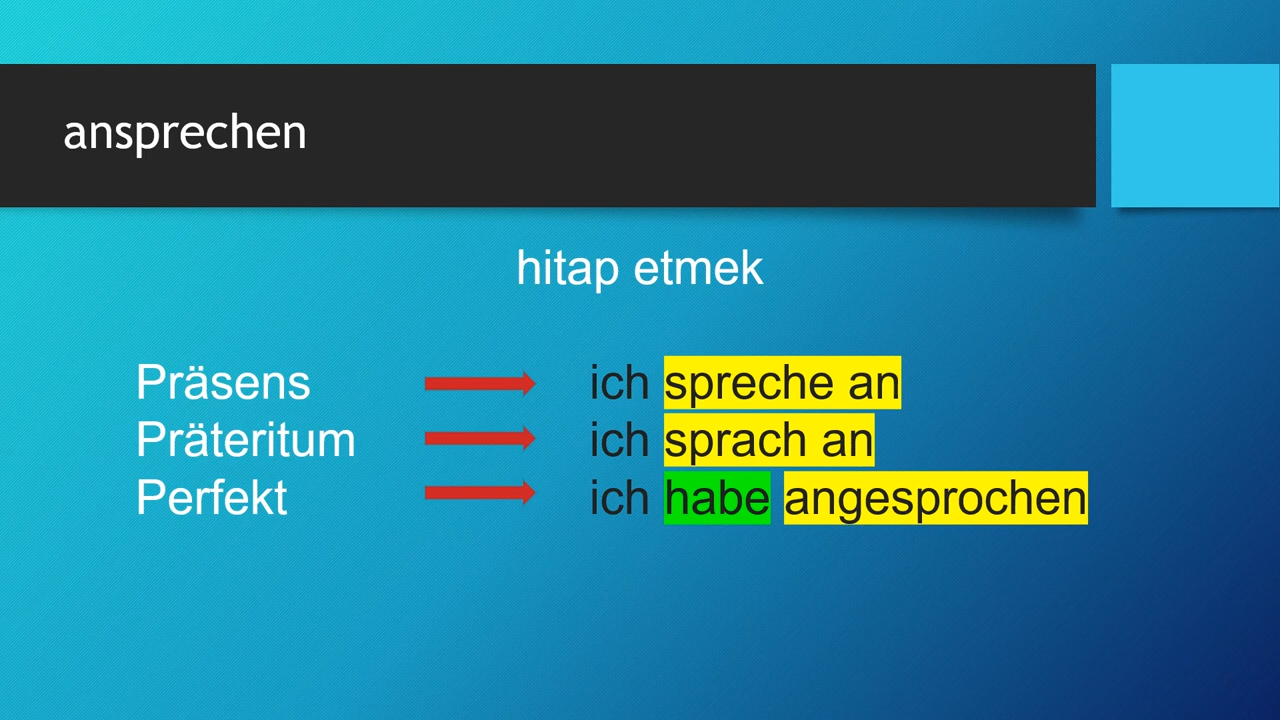 ansprechen
hitap etmek
Präsens ich spreche an
Präteritum ich sprach an
Perfekt ich habe angesprochen